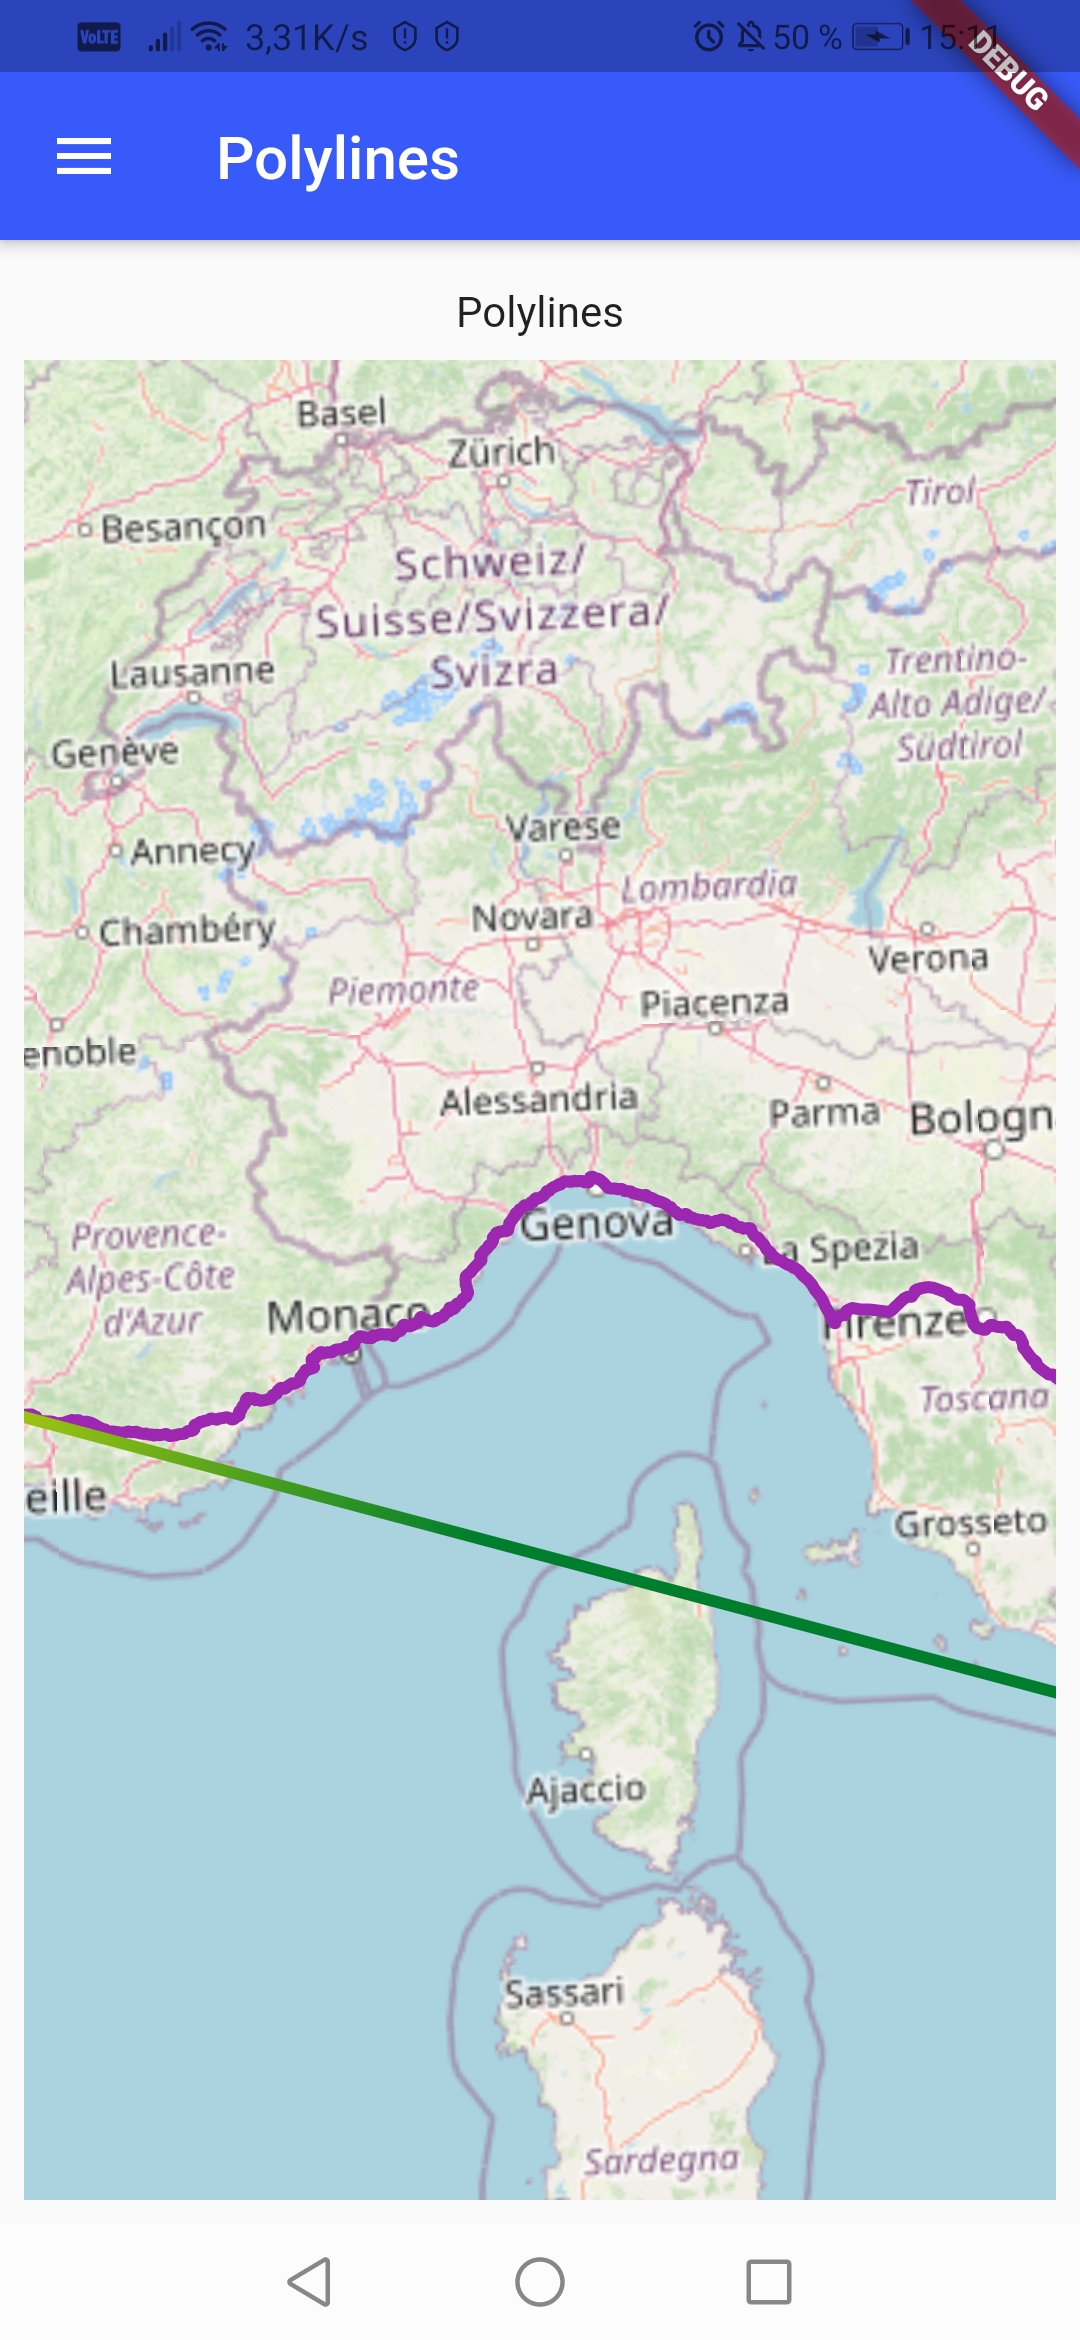 VoLTE 3,31K/s 50 % 15:11
DEBUG
Polylines
Polylines
Basel
Zürich
Tirol
Besançon
Schweiz/
Suisse/Svizzera/
Svizra
Lausanne
Trentino-
Alto Adige/
Südtirol
Genève
Varese
Annecy
Lombardia
Novara
Chambéry
Verona
Piemonte
Piacenza
enoble
Alessandria
Parma
Bologn
Genova
Provence-
Alpes-Côte
d'Azur
La Spezia
Monaco
Firenze
Toscana
eille
Grosseto
Ajaccio
Sassari
Sardegna